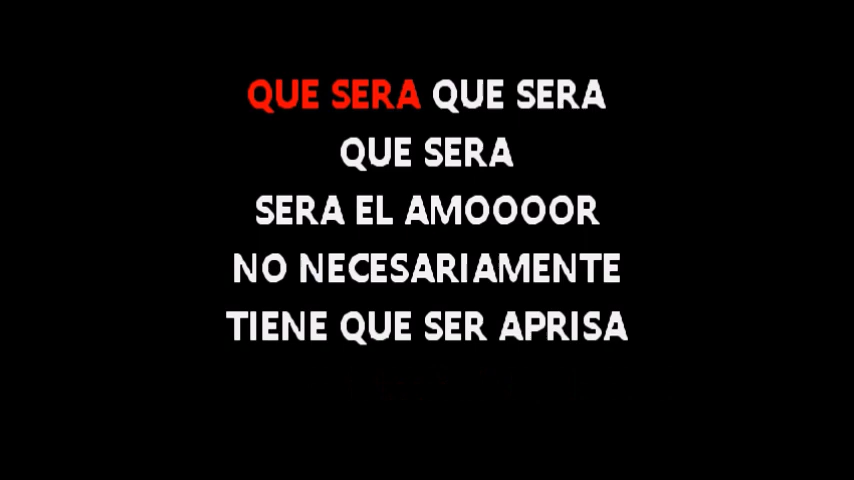 QUE SERA QUE SERA
QUE SERA
SERA EL AMOOOOR
NO NECESARIAMENTE
TIENE QUE SER APRISA